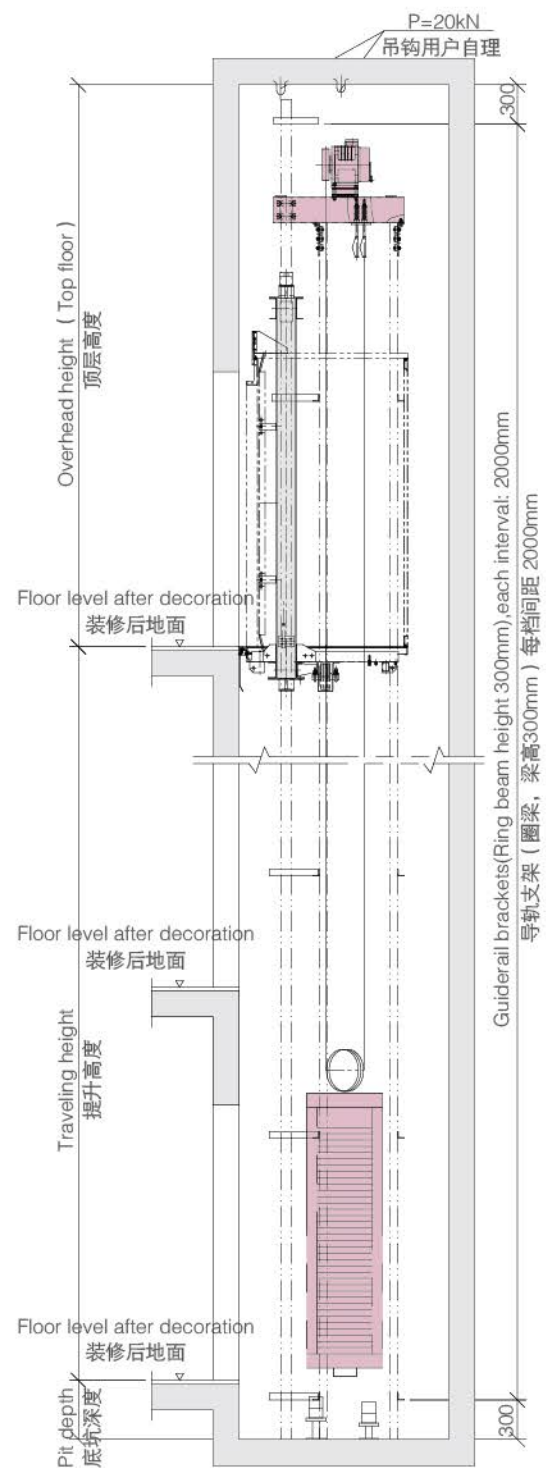 P=20kN
吊钩用户自理
300
Overhead height ( Top floor )
顶层高度
Floor level after decoration
装修后地面
Guiderail brackets(Ring beam height 300mm),each interval: 2000mm
导轨支架（圈梁，梁高300mm）每档间距 2000mm
Floor level after decoration
装修后地面
Traveling height
提升高度
Floor level after decoration
装修后地面
Pit depth
底坑深度
300